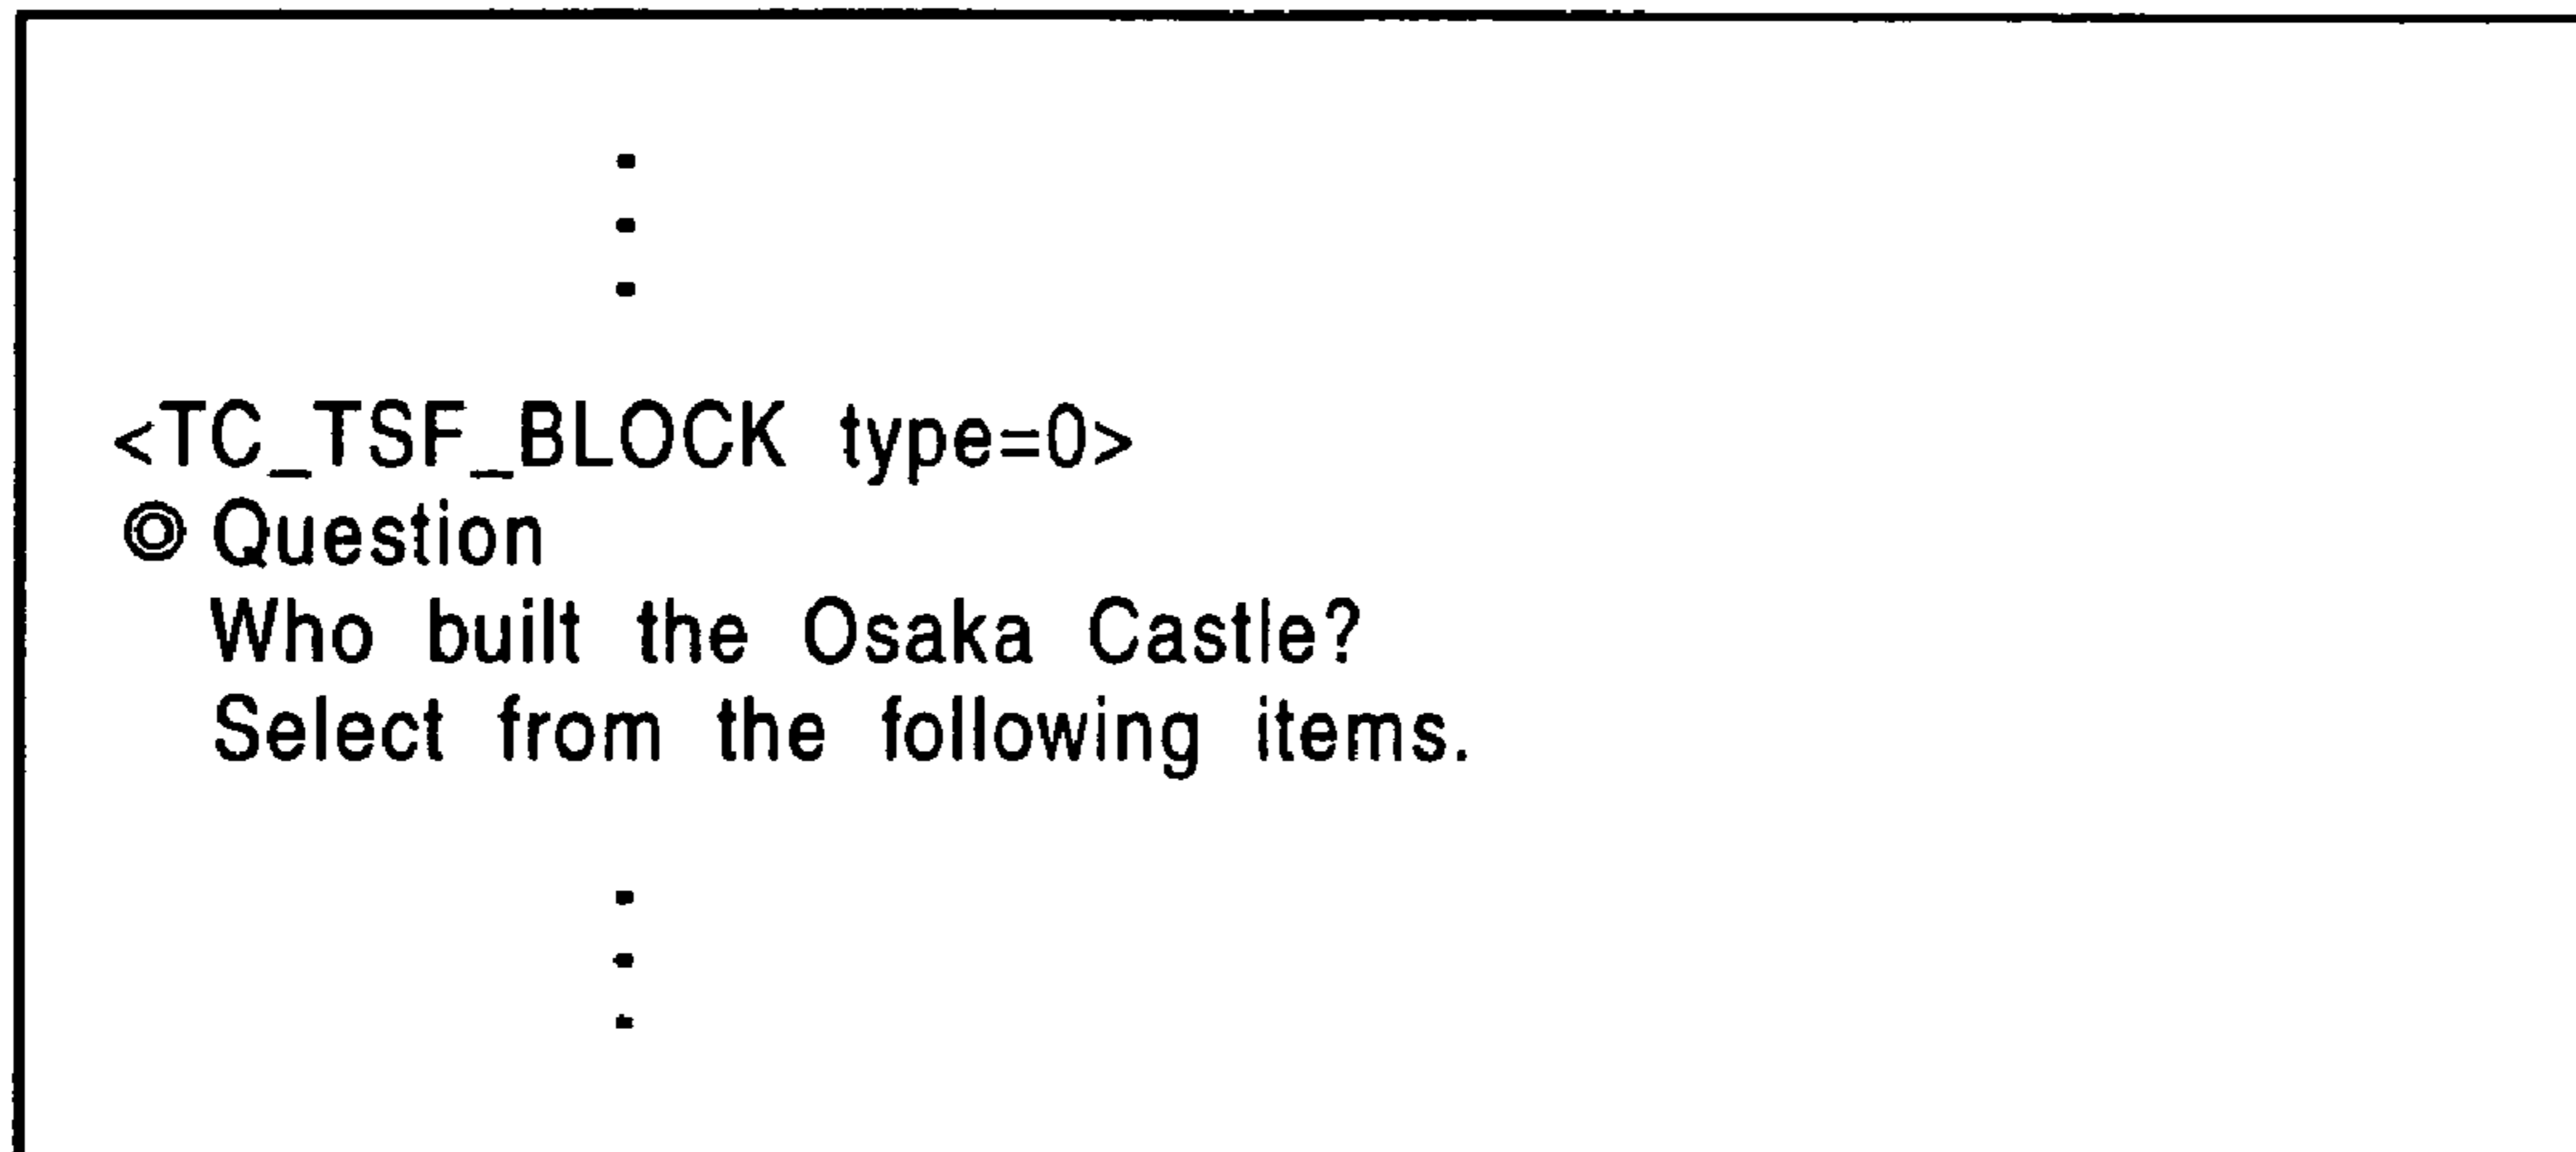 <TC_TSF_BLOCK type=0>
◎ Question
Who built the Osaka Castle?
Select from the following items.